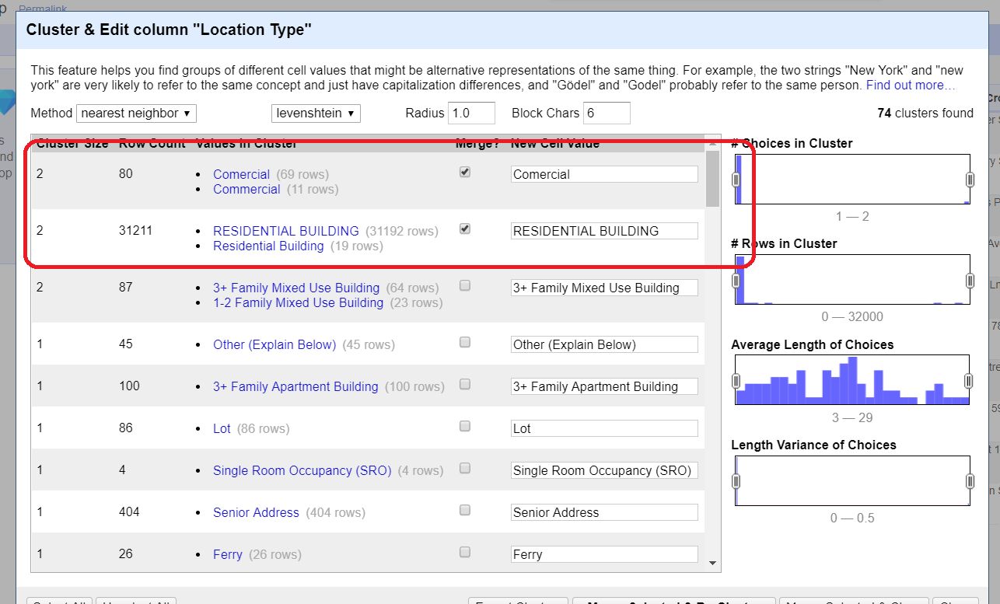 Permalink
Cluster & Edit column "Location Type"
This feature helps you find groups of different cell values that might be alternative representations of the same thing. For example, the two strings "New York" and "new
york" are very likely to refer to the same concept and just have capitalization differences, and "Gödel" and "Godel" probably refer to the same person. Find out more...
Method nearest neighbor levenshtein Radius 1.0 Block Chars 6 74 clusters found
Cluster Size Row Count Values in Cluster Merge? New Cell Value
2 80 • Comercial (69 rows) Comercial
• Commercial (11 rows)
2 31211 • RESIDENTIAL BUILDING (31192 rows) RESIDENTIAL BUILDING
• Residential Building (19 rows)
2 87 • 3+ Family Mixed Use Building (64 rows) 3+ Family Mixed Use Building
• 1-2 Family Mixed Use Building (23 rows)
1 45 • Other (Explain Below) (45 rows) Other (Explain Below)
1 100 • 3+ Family Apartment Building (100 rows) 3+ Family Apartment Building
1 86 • Lot (86 rows) Lot
1 4 • Single Room Occupancy (SRO) (4 rows) Single Room Occupancy (SRO)
1 404 • Senior Address (404 rows) Senior Address
1 26 • Ferry (26 rows) Ferry
# Choices in Cluster
1 — 2
# Rows in Cluster
0 — 32000
Average Length of Choices
3 — 29
Length Variance of Choices
0 — 0.5